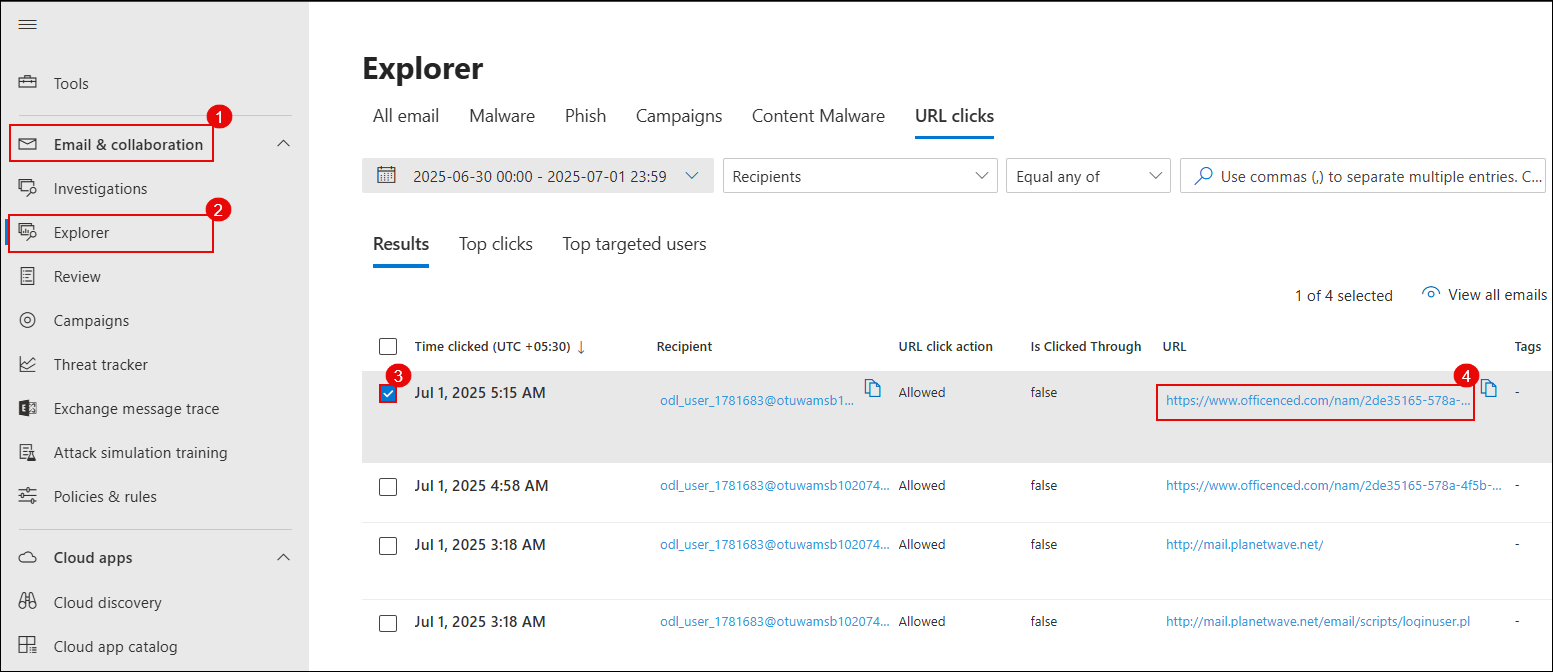 Tools
1
Email & collaboration
Investigations
2
Explorer
Review
Campaigns
Threat tracker
Exchange message trace
Attack simulation training
Policies & rules
Cloud apps
Cloud discovery
Cloud app catalog
Explorer
All email Malware Phish Campaigns Content Malware URL clicks
2025-06-30 00:00 - 2025-07-01 23:59 Recipients Equal any of Use commas (,) to separate multiple entries. C...
Results Top clicks Top targeted users
1 of 4 selected View all emails
Time clicked (UTC +05:30) ↓ Recipient URL click action Is Clicked Through URL Tags
3 4
Jul 1, 2025 5:15 AM odl_user_1781683@otuwamsb1... Allowed false https://www.officenced.com/nam/2de35165-578a-... -
Jul 1, 2025 4:58 AM odl_user_1781683@otuwamsb102074... Allowed false https://www.officenced.com/nam/2de35165-578a-4f5b-... -
Jul 1, 2025 3:18 AM odl_user_1781683@otuwamsb102074... Allowed false http://mail.planetwave.net/ -
Jul 1, 2025 3:18 AM odl_user_1781683@otuwamsb102074... Allowed false http://mail.planetwave.net/email/scripts/loginuser.pl -